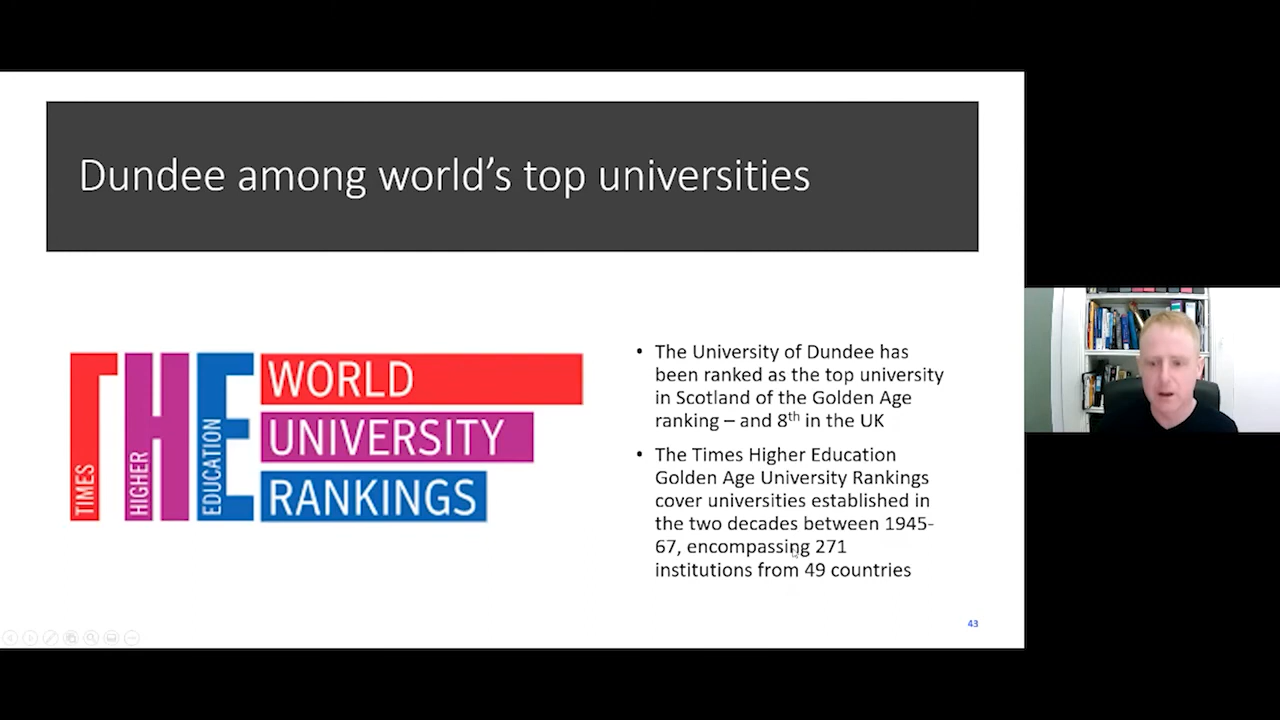 Dundee among world's top universities
TIMES
HIGHER
EDUCATION
WORLD
UNIVERSITY
RANKINGS
• The University of Dundee has
been ranked as the top university
in Scotland of the Golden Age
ranking – and 8th in the UK
• The Times Higher Education
Golden Age University Rankings
cover universities established in
the two decades between 1945-
67, encompassing 271
institutions from 49 countries
43